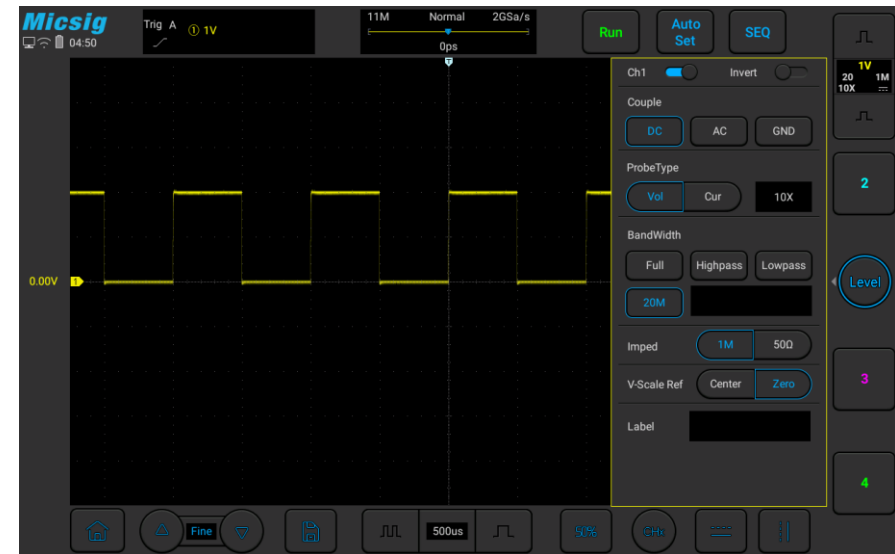 Micsig
04:50
Trig A ① 1V
11M Normal 2GSa/s
0ps
Run
Auto
Set
SEQ
T
1V
20 1M
10X
Ch1 Invert
Couple
DC AC GND
ProbeType
Vol Cur 10X
BandWidth
Full Highpass Lowpass
20M
Imped 1M 50Ω
V-Scale Ref Center Zero
Label
0.00V 1
2
Level
3
4
Fine
500us
50%
CH1